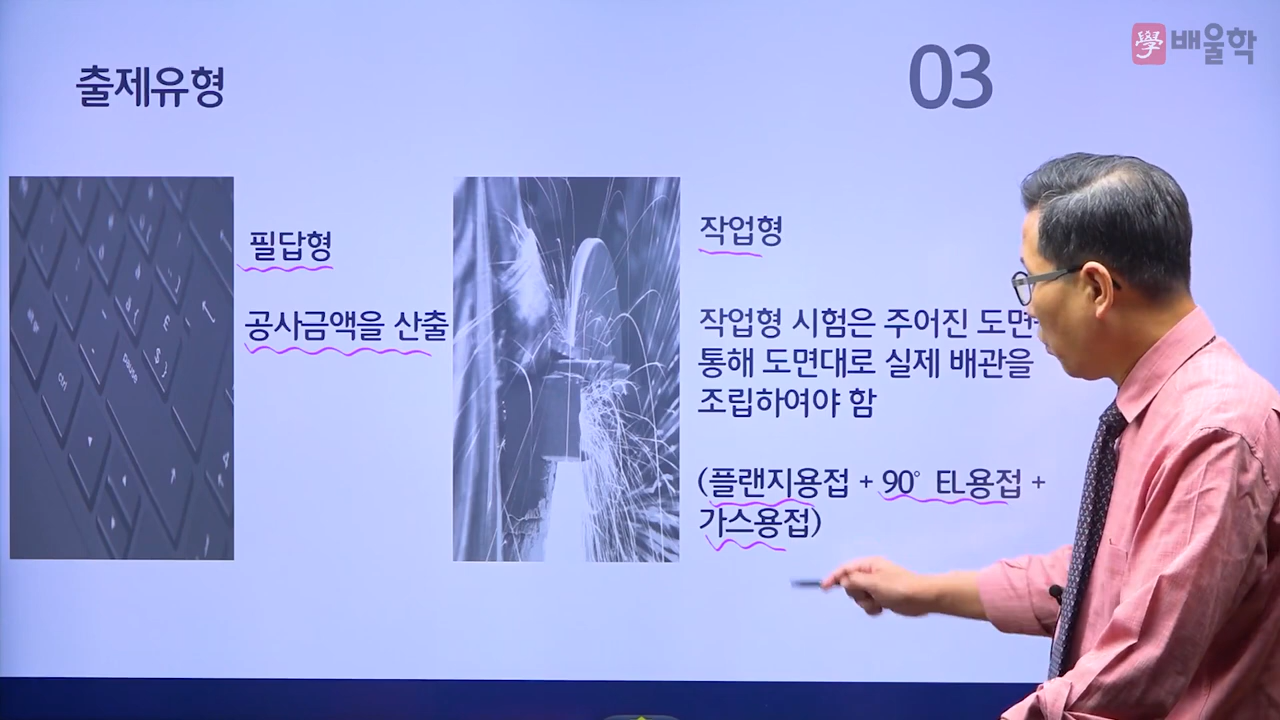 學 배울학
출제유형
03
필답형
공사금액을 산출
작업형
작업형 시험은 주어진 도면
통해 도면대로 실제 배관을
조립하여야 함
(플랜지용접 + 90° EL용접 +
가스용접)
pause
ctrl